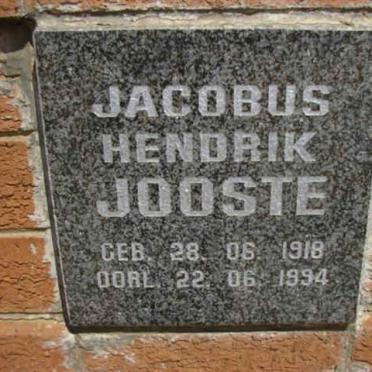 JACOBUS
HENDRIK
JOOSTE
GEB. 28. 06. 1918
OORL. 22. 06. 1994